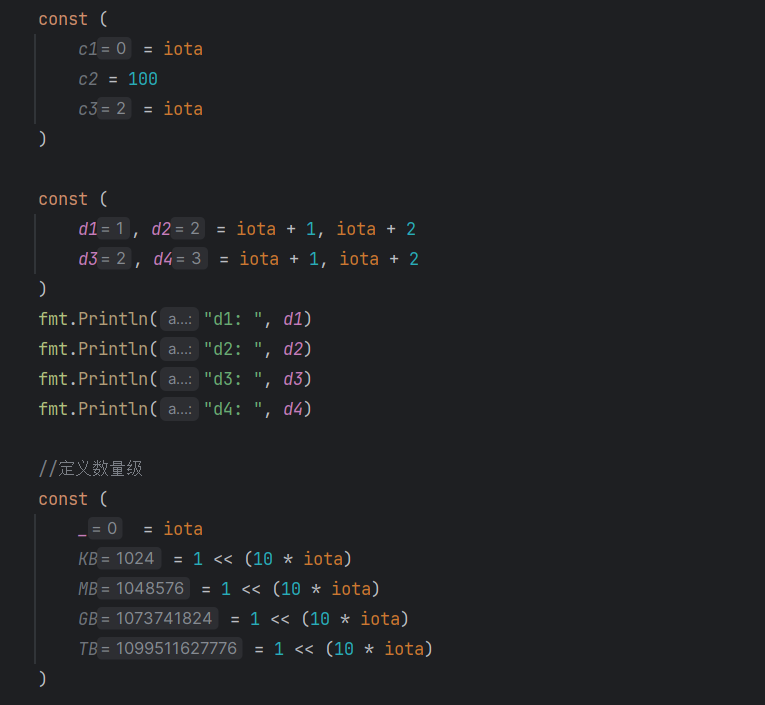 const (
c1 = 0 = iota
c2 = 100
c3 = 2 = iota
)
const (
d1 = 1 , d2 = 2 = iota + 1, iota + 2
d3 = 2 , d4 = 3 = iota + 1, iota + 2
)
fmt.Println( a...: "d1: ", d1)
fmt.Println( a...: "d2: ", d2)
fmt.Println( a...: "d3: ", d3)
fmt.Println( a...: "d4: ", d4)
//定义数量级
const (
_ = 0 = iota
KB = 1024 = 1 << (10 * iota)
MB = 1048576 = 1 << (10 * iota)
GB = 1073741824 = 1 << (10 * iota)
TB = 1099511627776 = 1 << (10 * iota)
)